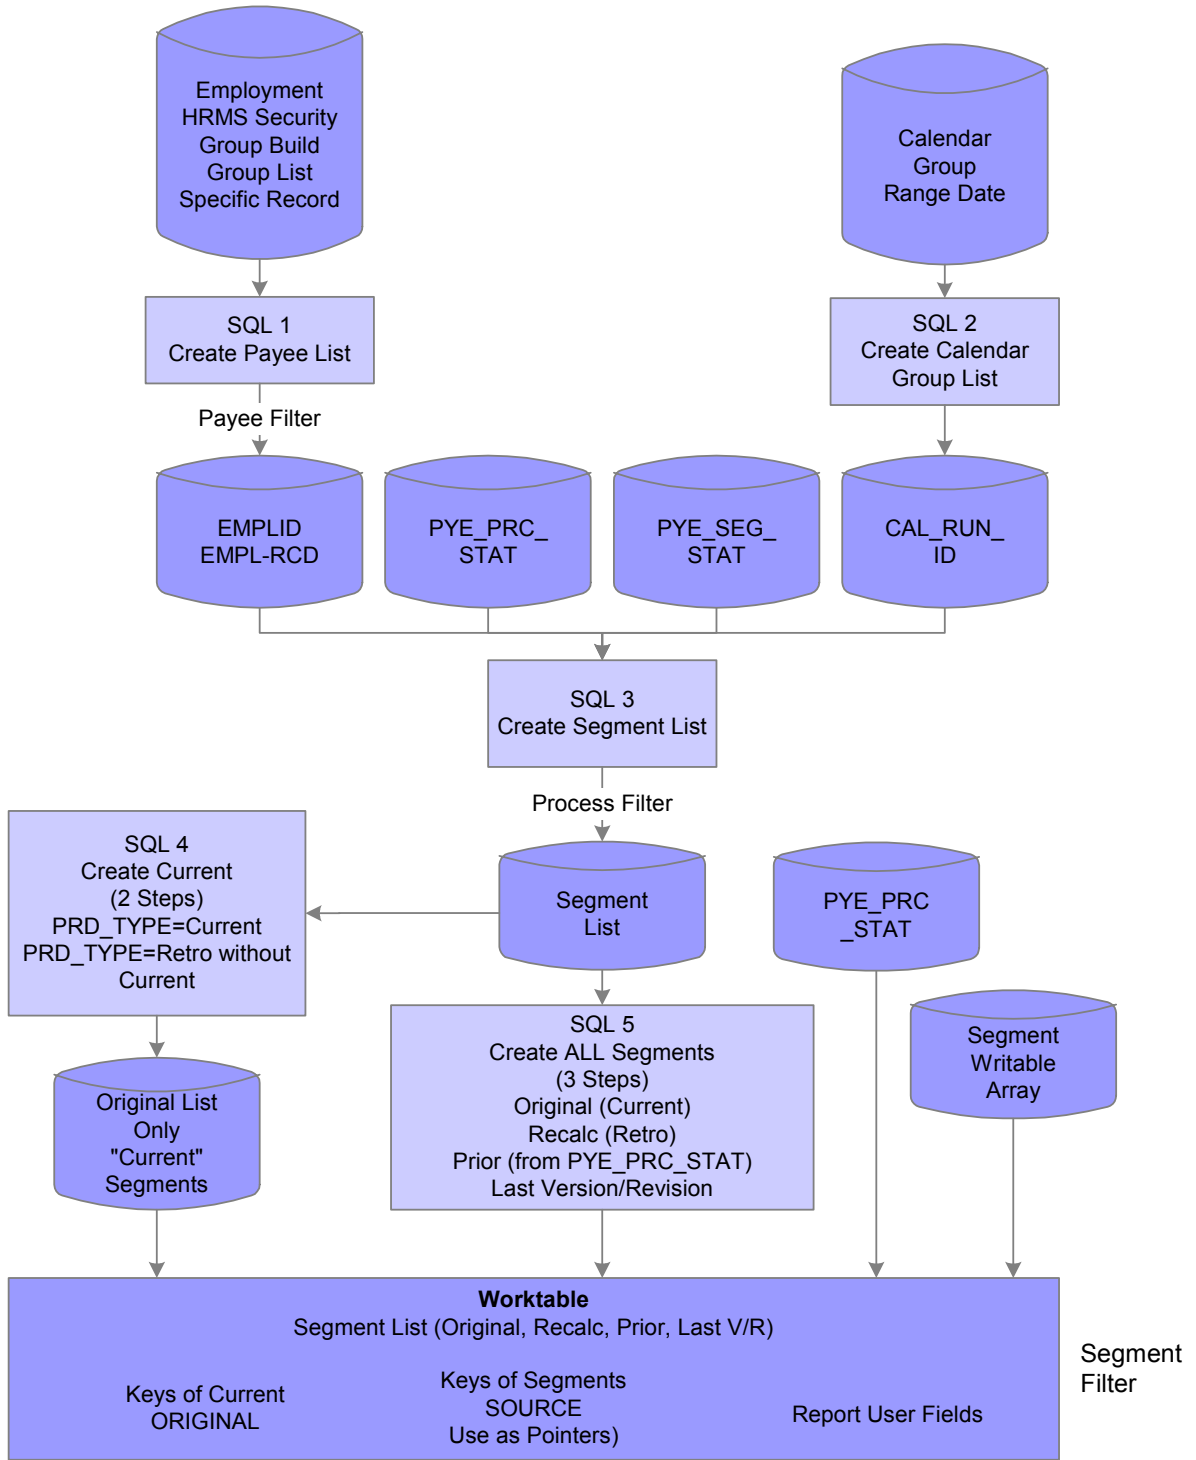 Employment
HRMS Security
Group Build
Group List
Specific Record
Calendar
Group
Range Date
SQL 1
Create Payee List
SQL 2
Create Calendar
Group List
Payee Filter
EMPLID
EMPL-RCD
PYE_PRC_
STAT
PYE_SEG_
STAT
CAL_RUN_
ID
SQL 3
Create Segment List
Process Filter
SQL 4
Create Current
(2 Steps)
PRD_TYPE=Current
PRD_TYPE=Retro without
Current
Segment
List
PYE_PRC
_STAT
Segment
Writable
Array
SQL 5
Create ALL Segments
(3 Steps)
Original (Current)
Recalc (Retro)
Prior (from PYE_PRC_STAT)
Last Version/Revision
Original List
Only
"Current"
Segments
Worktable
Segment List (Original, Recalc, Prior, Last V/R)
Keys of Current
ORIGINAL
Keys of Segments
SOURCE
Use as Pointers)
Report User Fields
Segment
Filter